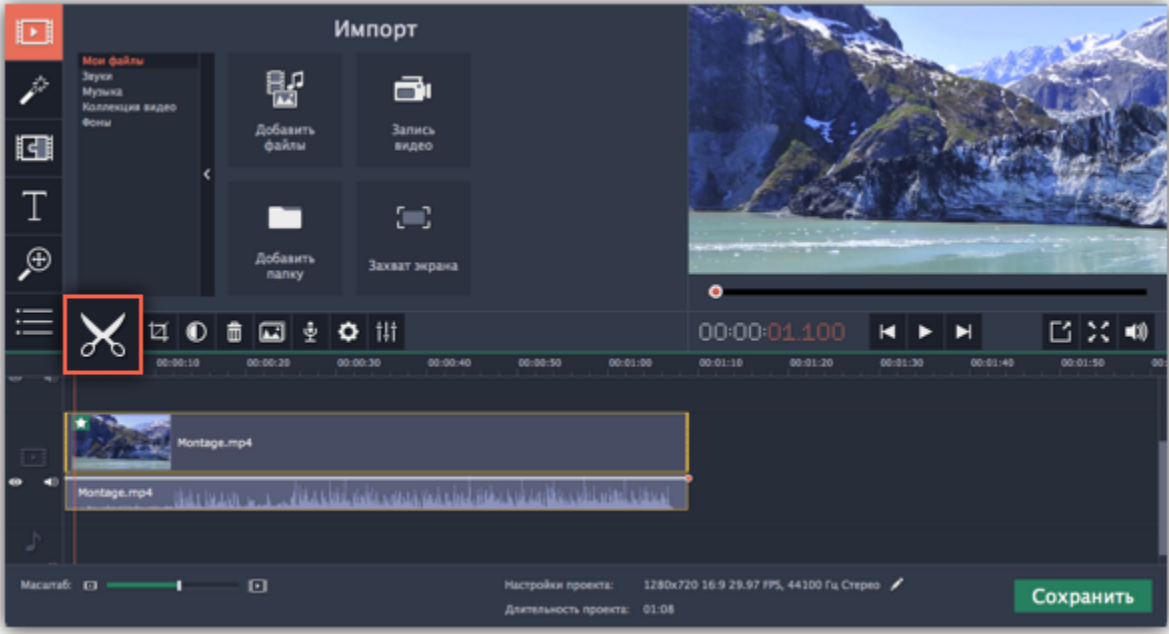 Импорт
Мои файлы
Звуки
Музыка
Коллекция видео
Фоны
Добавить
файлы
Запись
видео
Добавить
папку
Захват экрана
T
00:00:01.100
00:00:10
00:00:20
00:00:30
00:00:40
00:00:50
00:01:00
00:01:10
00:01:20
00:01:30
00:01:40
00:01:50
00:
Montage.mp4
Montage.mp4
Масштаб:
Настройки проекта: 1280x720 16:9 29.97 FPS, 44100 Гц Стерео
Длительность проекта: 01:08
Сохранить